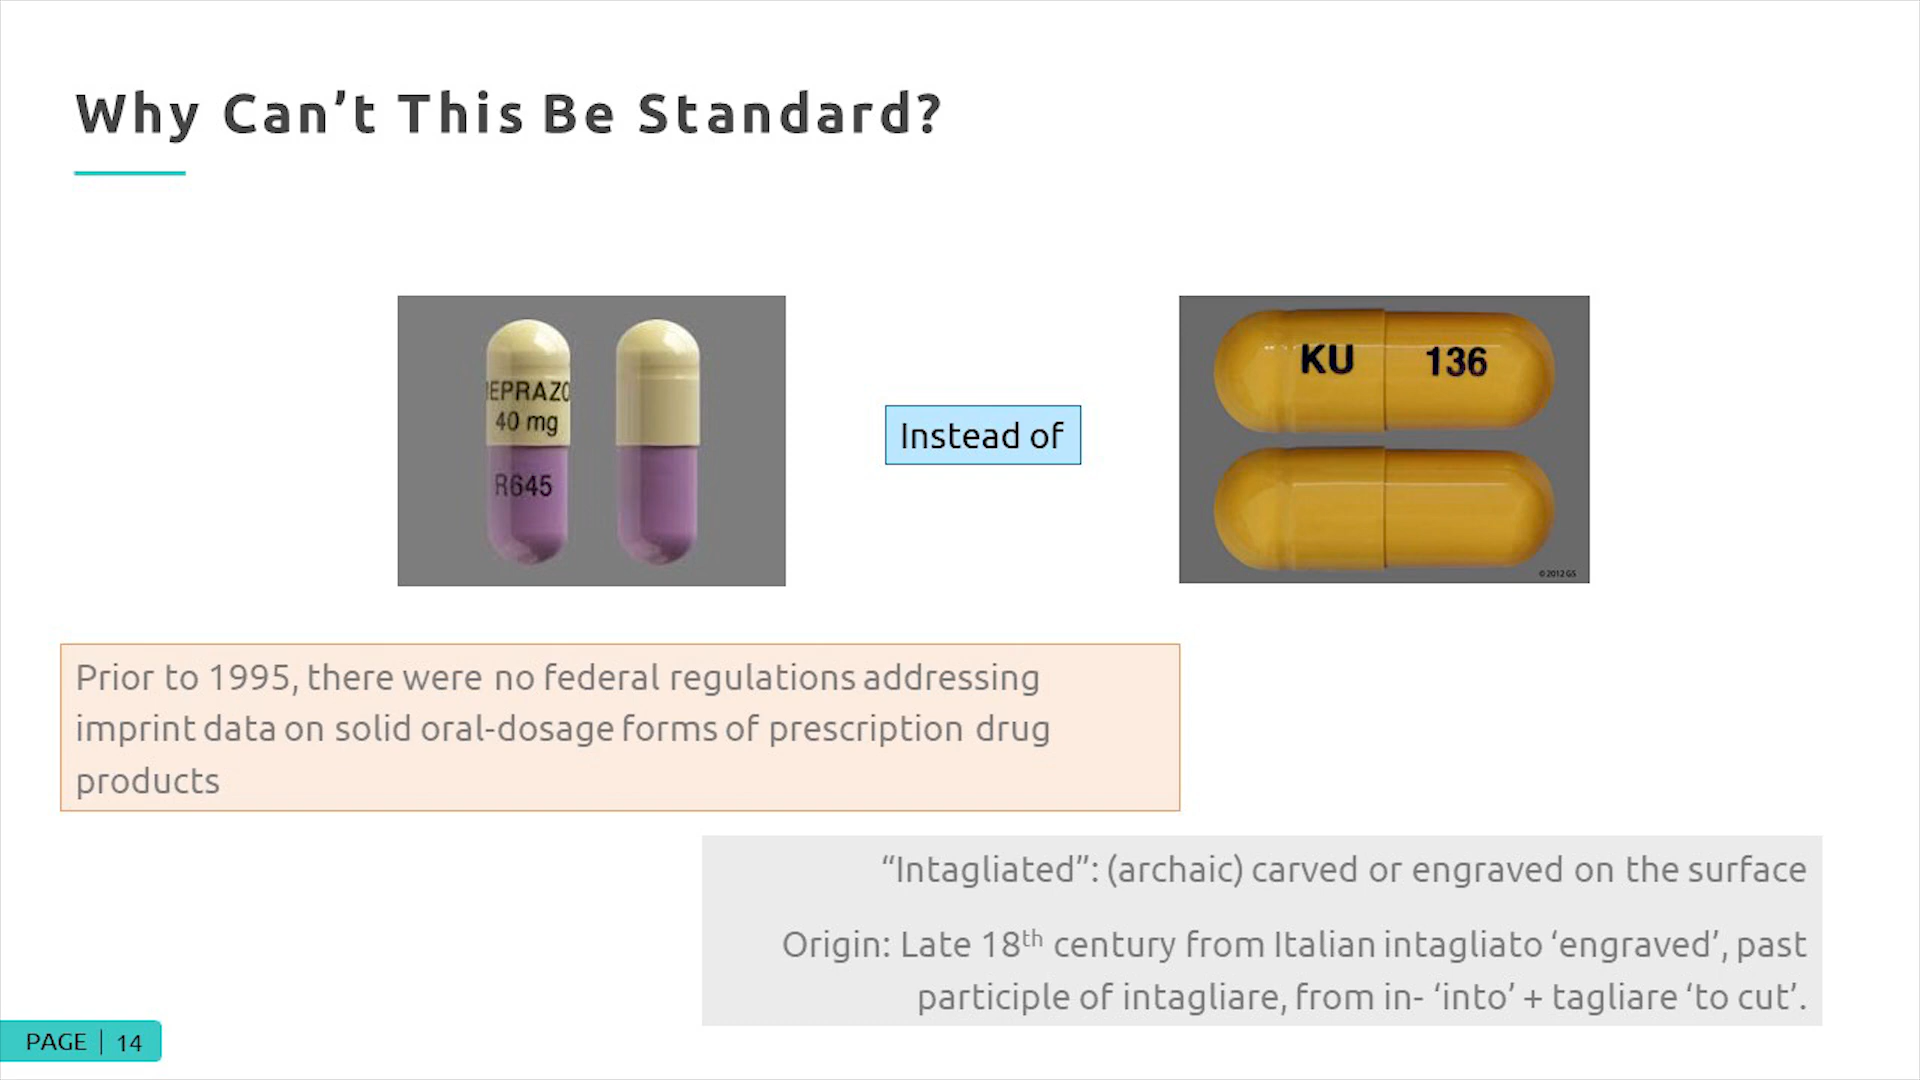 Why Can’t This Be Standard?
EPRAZO
40 mg
R645
Instead of
KU 136
© 2012 GS
Prior to 1995, there were no federal regulations addressing
imprint data on solid oral-dosage forms of prescription drug
products
“Intagliated”: (archaic) carved or engraved on the surface
Origin: Late 18th century from Italian intagliato ‘engraved’, past
participle of intagliare, from in- ‘into’ + tagliare ‘to cut’.
PAGE | 14